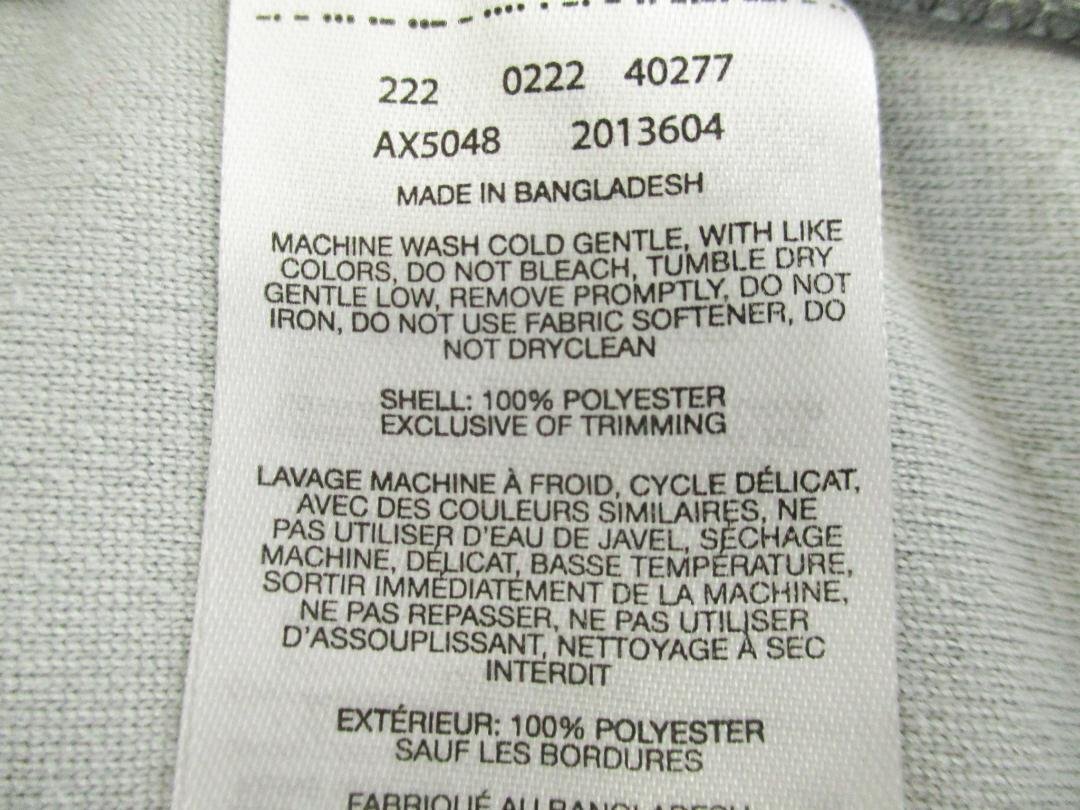 222 0222 40277
AX5048 2013604
MADE IN BANGLADESH
MACHINE WASH COLD GENTLE, WITH LIKE
COLORS, DO NOT BLEACH, TUMBLE DRY
GENTLE LOW, REMOVE PROMPTLY, DO NOT
IRON, DO NOT USE FABRIC SOFTENER, DO
NOT DRYCLEAN
SHELL: 100% POLYESTER
EXCLUSIVE OF TRIMMING
LAVAGE MACHINE À FROID, CYCLE DÉLICAT,
AVEC DES COULEURS SIMILAIRES, NE
PAS UTILISER D'EAU DE JAVEL, SÉCHAGE
MACHINE, DÉLICAT, BASSE TEMPÉRATURE,
SORTIR IMMÉDIATEMENT DE LA MACHINE,
NE PAS REPASSER, NE PAS UTILISER
D'ASSOUPLISSANT, NETTOYAGE À SEC
INTERDIT
EXTÉRIEUR: 100% POLYESTER
SAUF LES BORDURES
FABRIQUÉ AU BANGLADESH